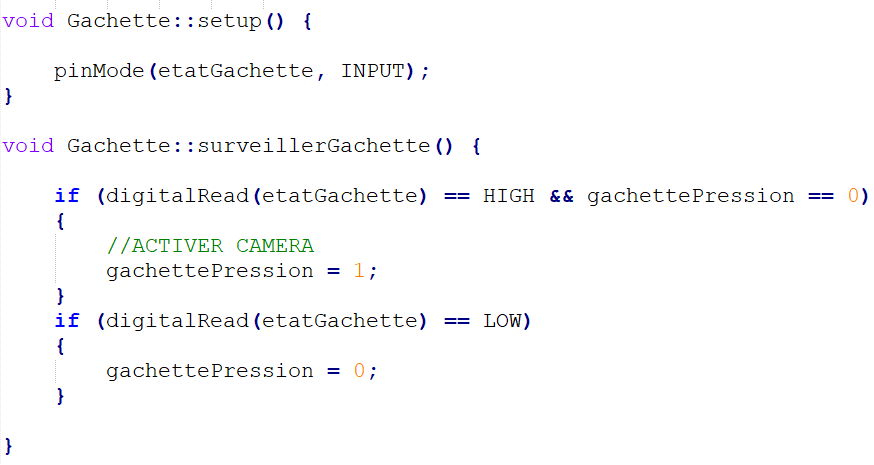 void Gachette::setup() {
pinMode(etatGachette, INPUT);
}
void Gachette::surveillerGachette() {
if (digitalRead(etatGachette) == HIGH && gachettePression == 0)
{
//ACTIVER CAMERA
gachettePression = 1;
}
if (digitalRead(etatGachette) == LOW)
{
gachettePression = 0;
}
}